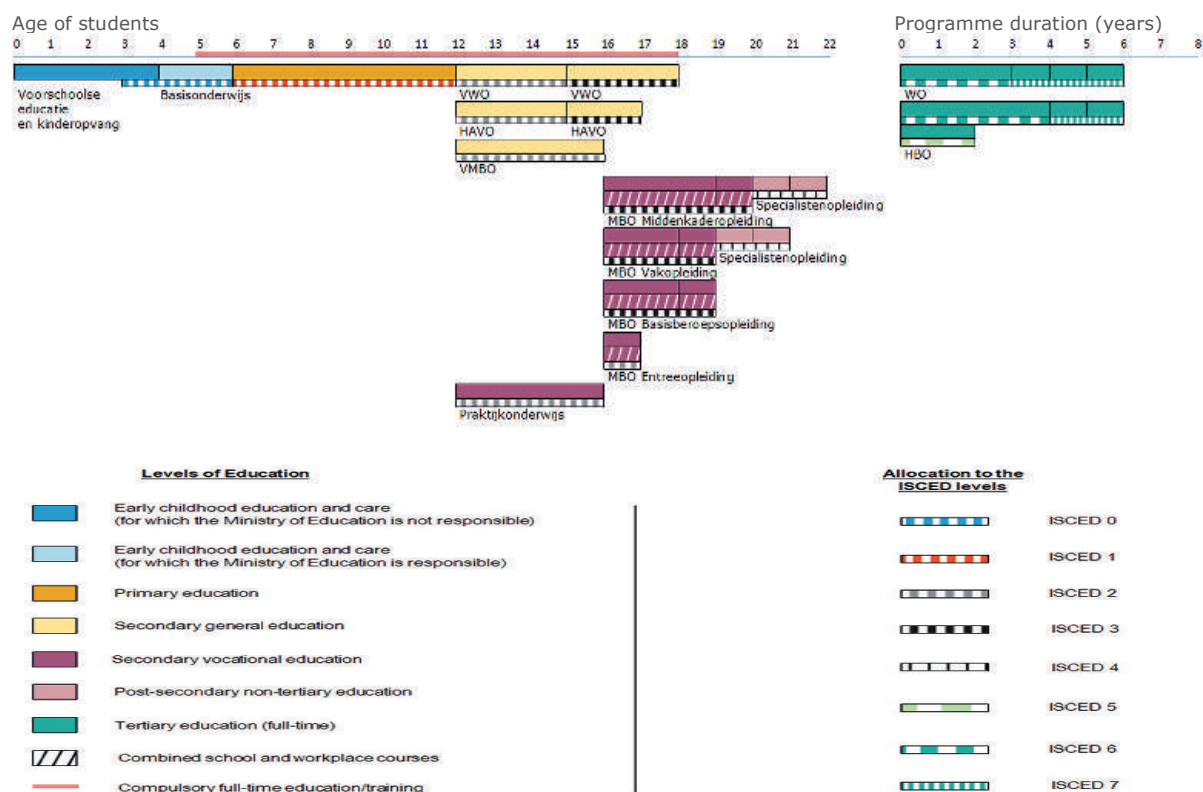 Age of students
Programme duration (years)
0 1 2 3 4 5 6 7 8 9 10 11 12 13 14 15 16 17 18 19 20 21 22
0 1 2 3 4 5 6 7 8
Voorschoolse
educatie
en kinderopvang
Basisonderwijs
VWO VWO
WO
HAVO HAVO
HBO
VMBO
Specialistenopleiding
MBO Middenkaderopleiding
Specialistenopleiding
MBO Vakopleiding
MBO Basisberoepsopleiding
MBO Entreeopleiding
Praktijkonderwijs
Levels of Education
Early childhood education and care
(for which the Ministry of Education is not responsible)
Early childhood education and care
(for which the Ministry of Education is responsible)
Primary education
Secondary general education
Secondary vocational education
Post-secondary non-tertiary education
Tertiary education (full-time)
Combined school and workplace courses
Compulsory full-time education/training
Allocation to the
ISCED levels
ISCED 0
ISCED 1
ISCED 2
ISCED 3
ISCED 4
ISCED 5
ISCED 6
ISCED 7